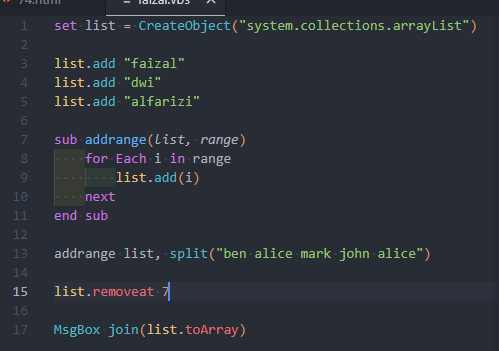 74.html faizal.vbs X
1 set list = CreateObject("system.collections.arrayList")
2
3 list.add "faizal"
4 list.add "dwi"
5 list.add "alfarizi"
6
7 sub addrange(list, range)
8 for Each i in range
9 list.add(i)
10 next
11 end sub
12
13 addrange list, split("ben alice mark john alice")
14
15 list.removeat 7
16
17 MsgBox join(list.toArray)